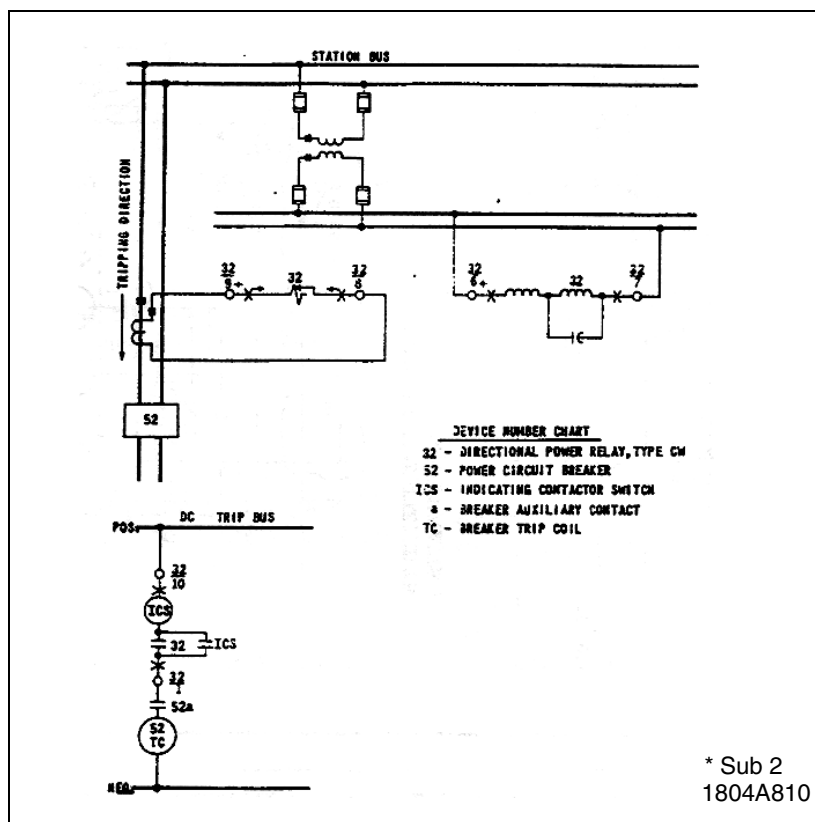 STATION BUS
TRIPPING DIRECTION
32
9 +
32
32
8
32
6 +
32
32
7
52
DEVICE NUMBER CHART
32 - DIRECTIONAL POWER RELAY, TYPE CW
52 - POWER CIRCUIT BREAKER
ICS - INDICATING CONTACTOR SWITCH
a - BREAKER AUXILIARY CONTACT
TC - BREAKER TRIP COIL
POS. DC TRIP BUS
32
10
ICS
32 ICS
32
1
52a
52
TC
NEG.
* Sub 2
1804A810